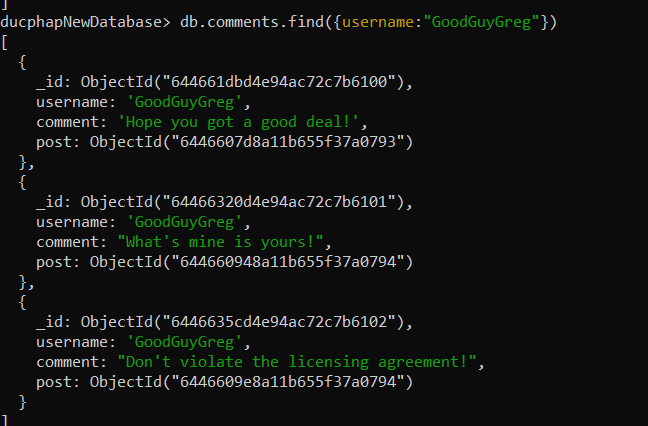 ]
ducphapNewDatabase> db.comments.find({username:"GoodGuyGreg"})
[
  {
    _id: ObjectId("644661dbd4e94ac72c7b6100"),
    username: 'GoodGuyGreg',
    comment: 'Hope you got a good deal!',
    post: ObjectId("6446607d8a11b655f37a0793")
  },
  {
    _id: ObjectId("64466320d4e94ac72c7b6101"),
    username: 'GoodGuyGreg',
    comment: "What's mine is yours!",
    post: ObjectId("644660948a11b655f37a0794")
  },
  {
    _id: ObjectId("6446635cd4e94ac72c7b6102"),
    username: 'GoodGuyGreg',
    comment: "Don't violate the licensing agreement!",
    post: ObjectId("6446609e8a11b655f37a0794")
  }
]